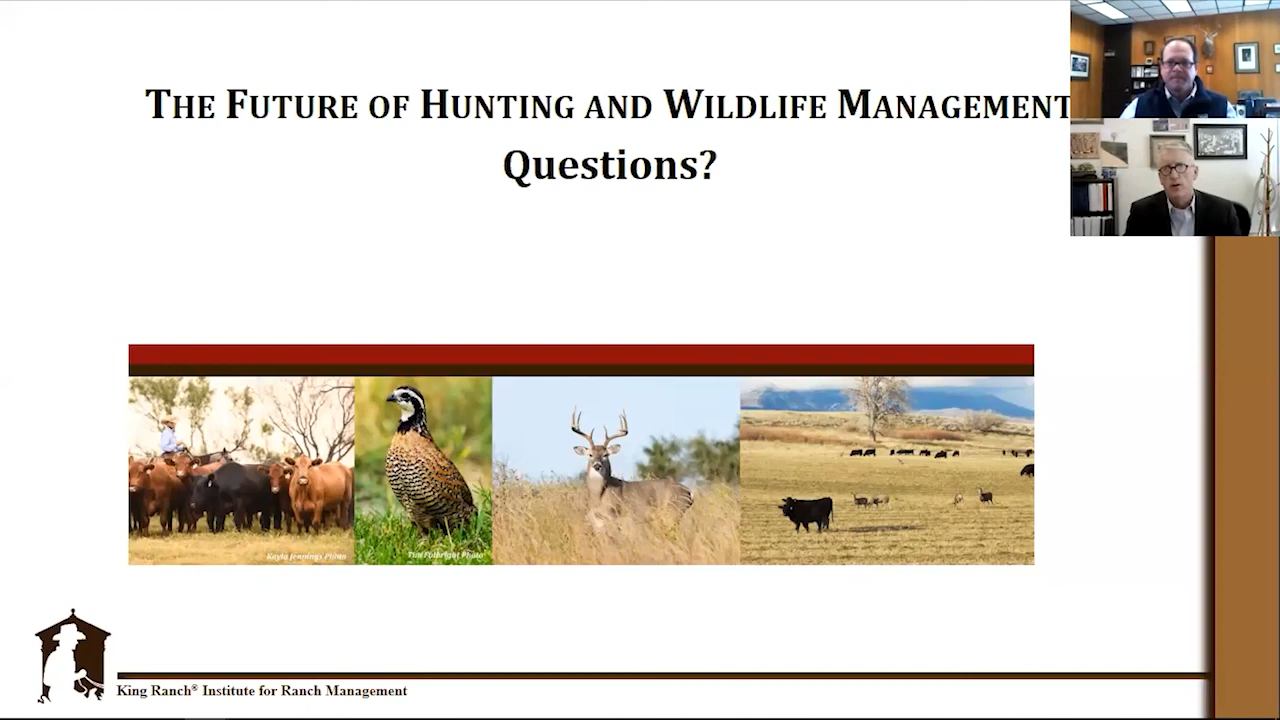 THE FUTURE OF HUNTING AND WILDLIFE MANAGEMENT
Questions?
Kayla Jennings Photo
Tim Fulbright Photo
King Ranch® Institute for Ranch Management